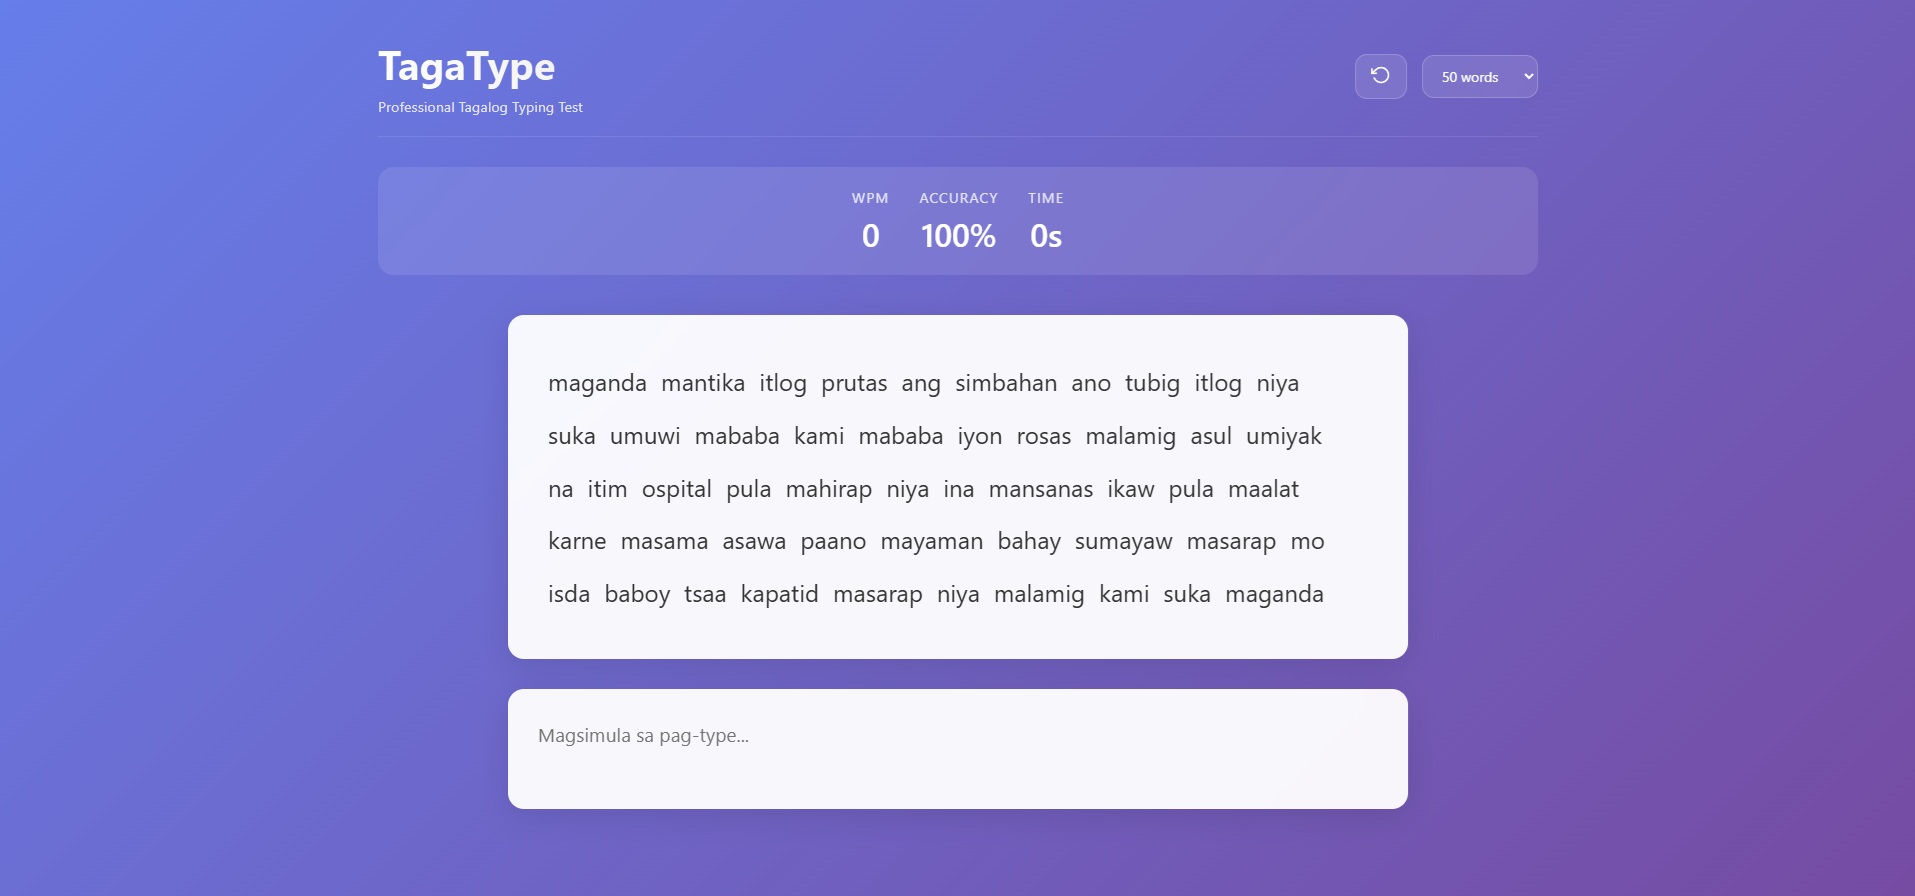 TagaType
Professional Tagalog Typing Test
50 words
WPM
0
ACCURACY
100%
TIME
0s
maganda mantika itlog prutas ang simbahan ano tubig itlog niya
suka umuwi mababa kami mababa iyon rosas malamig asul umiyak
na itim ospital pula mahirap niya ina mansanas ikaw pula maalat
karne masama asawa paano mayaman bahay sumayaw masarap mo
isda baboy tsaa kapatid masarap niya malamig kami suka maganda
Magsimula sa pag-type...